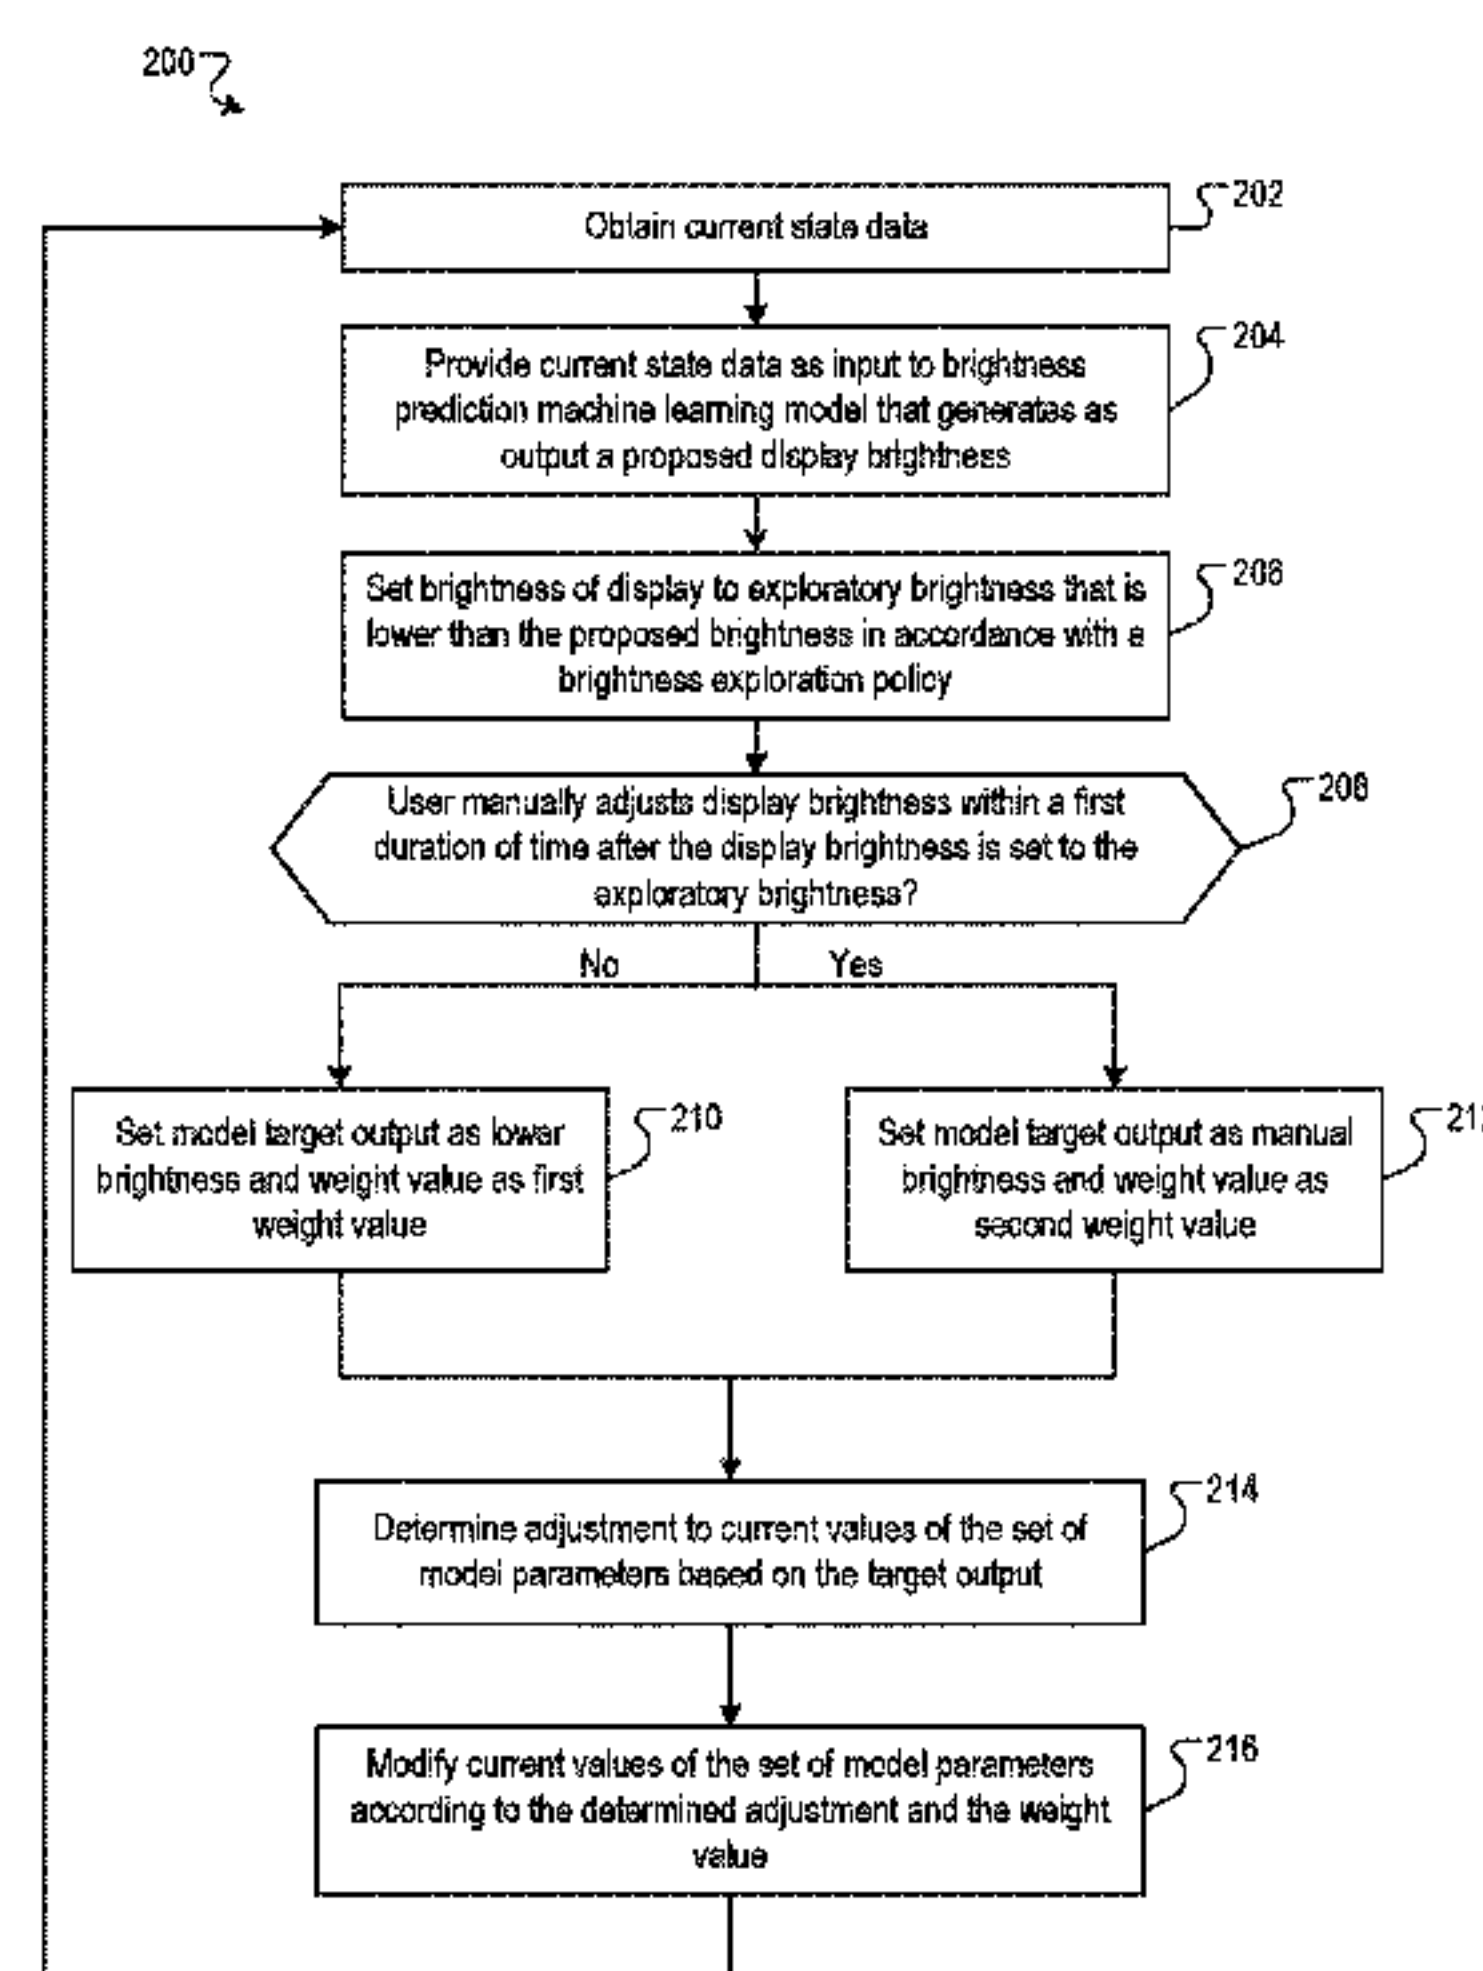 200
Obtain current state data
202
Provide current state data as input to brightness
prediction machine learning model that generates as
output a proposed display brightness
204
Set brightness of display to exploratory brightness that is
lower than the proposed brightness in accordance with a
brightness exploration policy
206
User manually adjusts display brightness within a first
duration of time after the display brightness is set to the
exploratory brightness?
208
No
Yes
Set model target output as lower
brightness and weight value as first
weight value
210
Set model target output as manual
brightness and weight value as
second weight value
Determine adjustment to current values of the set of
model parameters based on the target output
214
Modify current values of the set of model parameters
according to the determined adjustment and the weight
value
216